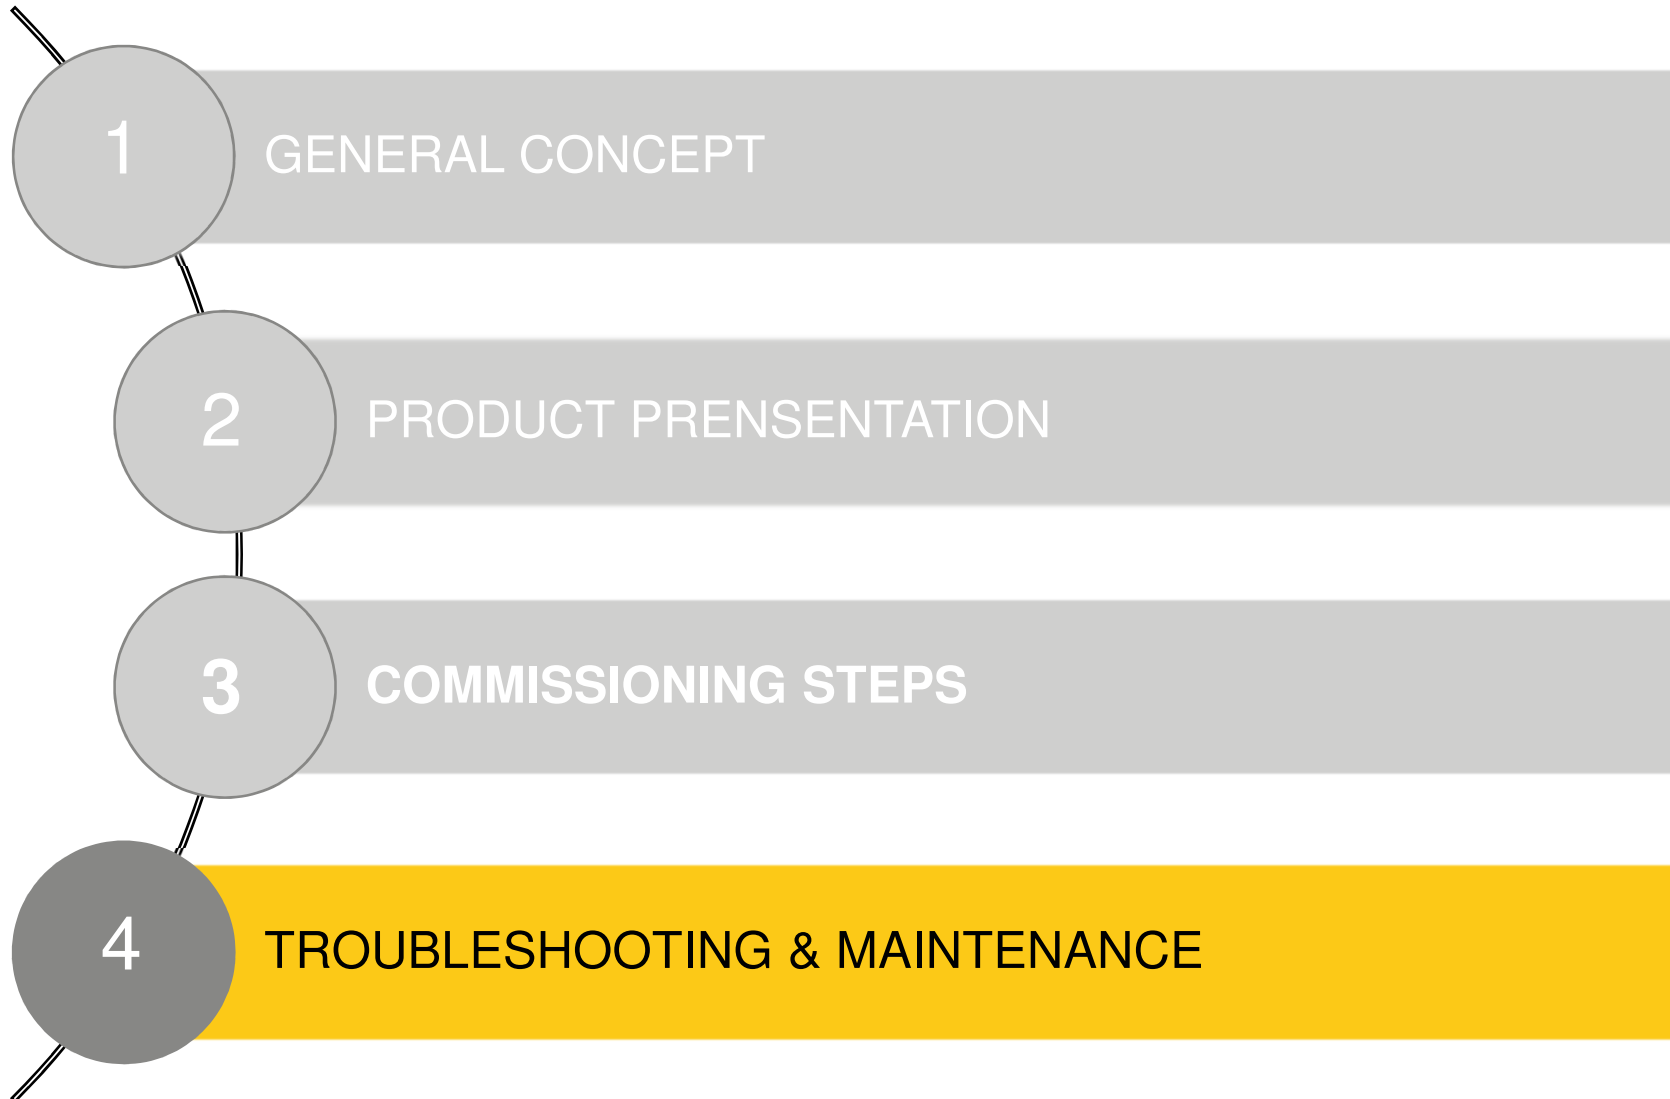 1
GENERAL CONCEPT
2
PRODUCT PRENSENTATION
3
COMMISSIONING STEPS
4
TROUBLESHOOTING & MAINTENANCE